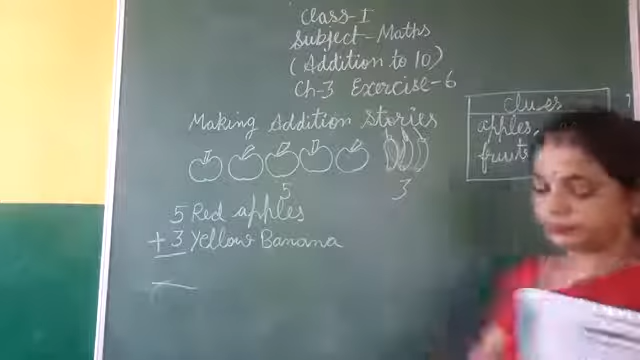 Class-I
Subject-Maths
(Addition to 10)
Ch-3 Exercise-6
Making Addition Stories
clues
apples,
fruits
5
3
5 Red apples
+3 Yellow Banana